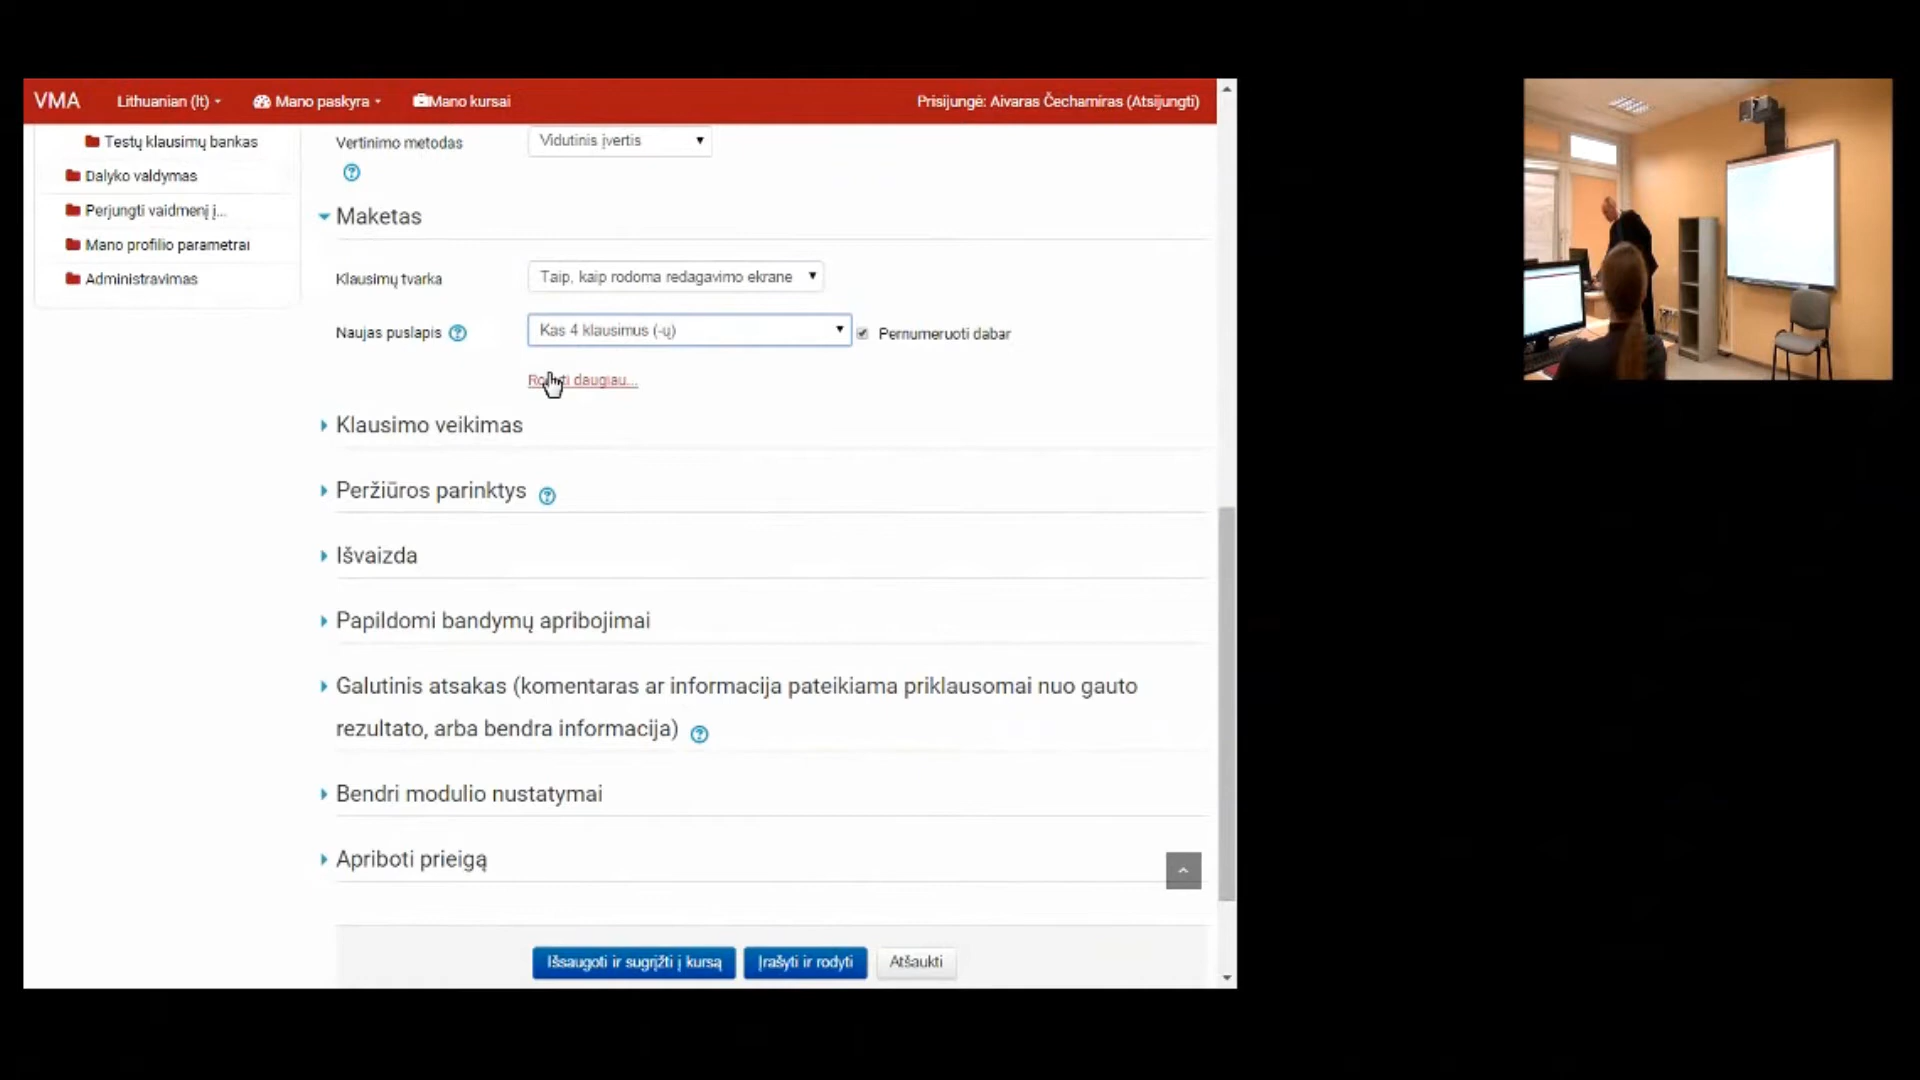 VMA Lithuanian (lt) Mano paskyra Mano kursai Prisijungė: Aivaras Čechamiras (Atsijungti)
Testų klausimų bankas
Dalyko valdymas
Perjungti vaidmenį į...
Mano profilio parametrai
Administravimas
Vertinimo metodas Vidutinis įvertis
Maketas
Klausimų tvarka Taip, kaip rodoma redagavimo ekrane
Naujas puslapis Kas 4 klausimus (-ų) Pernumeruoti dabar
Rodyti daugiau...
Klausimo veikimas
Peržiūros parinktys
Išvaizda
Papildomi bandymų apribojimai
Galutinis atsakas (komentaras ar informacija pateikiama priklausomai nuo gauto
rezultato, arba bendra informacija)
Bendri modulio nustatymai
Apriboti prieigą
Išsaugoti ir sugrįžti į kursą Įrašyti ir rodyti Atšaukti